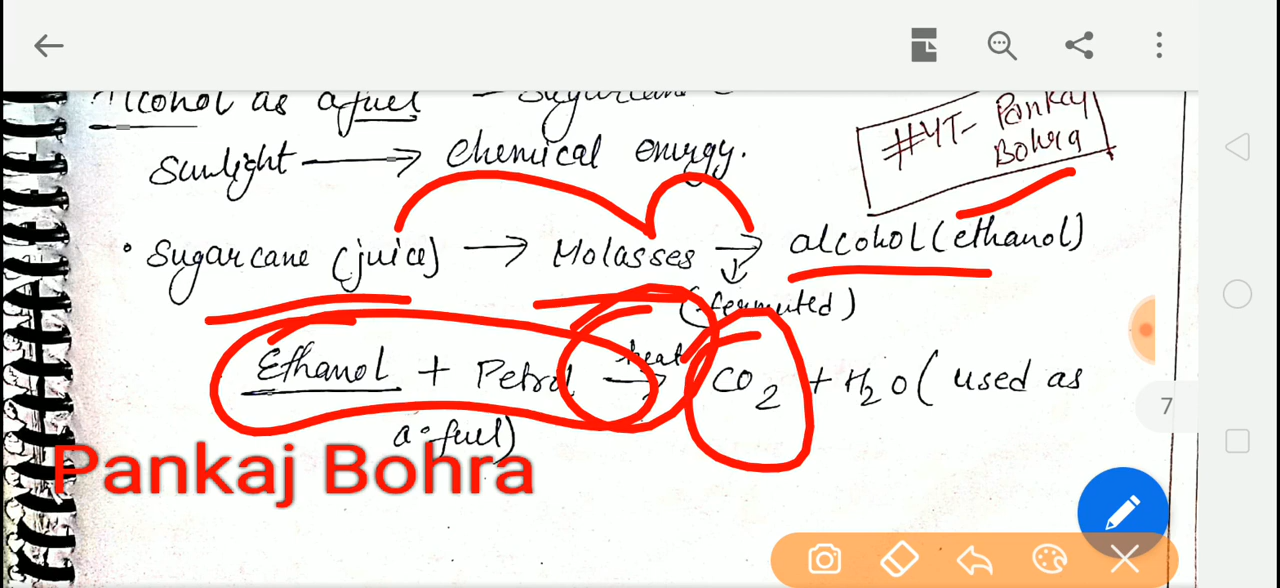 Alcohol as a fuel – Sugarcane
#YT- Pankaj
Bohra
Sunlight → Chemical energy.
• Sugarcane (juice) → Molasses → alcohol (ethanol)
(fermented)
heat
Ethanol + Petrol → CO2 + H2O ( used as
a fuel)
Pankaj Bohra
7